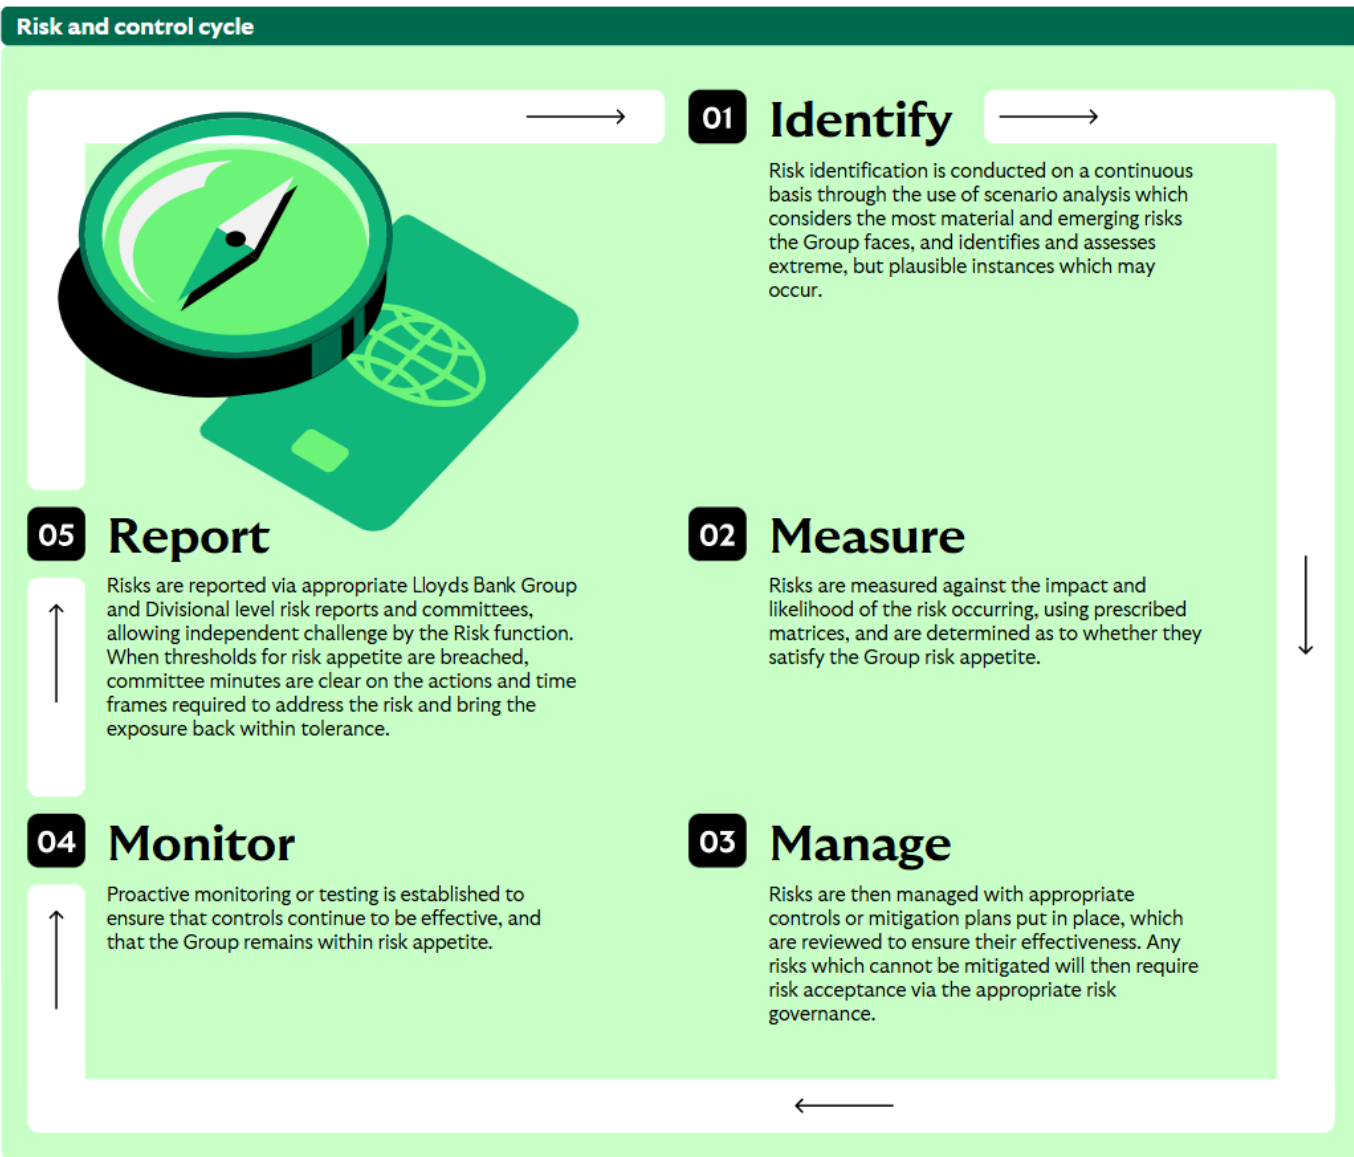 Risk and control cycle
01 Identify
Risk identification is conducted on a continuous
basis through the use of scenario analysis which
considers the most material and emerging risks
the Group faces, and identifies and assesses
extreme, but plausible instances which may
occur.
02 Measure
Risks are measured against the impact and
likelihood of the risk occurring, using prescribed
matrices, and are determined as to whether they
satisfy the Group risk appetite.
03 Manage
Risks are then managed with appropriate
controls or mitigation plans put in place, which
are reviewed to ensure their effectiveness. Any
risks which cannot be mitigated will then require
risk acceptance via the appropriate risk
governance.
04 Monitor
Proactive monitoring or testing is established to
ensure that controls continue to be effective, and
that the Group remains within risk appetite.
05 Report
Risks are reported via appropriate Lloyds Bank Group
and Divisional level risk reports and committees,
allowing independent challenge by the Risk function.
When thresholds for risk appetite are breached,
committee minutes are clear on the actions and time
frames required to address the risk and bring the
exposure back within tolerance.